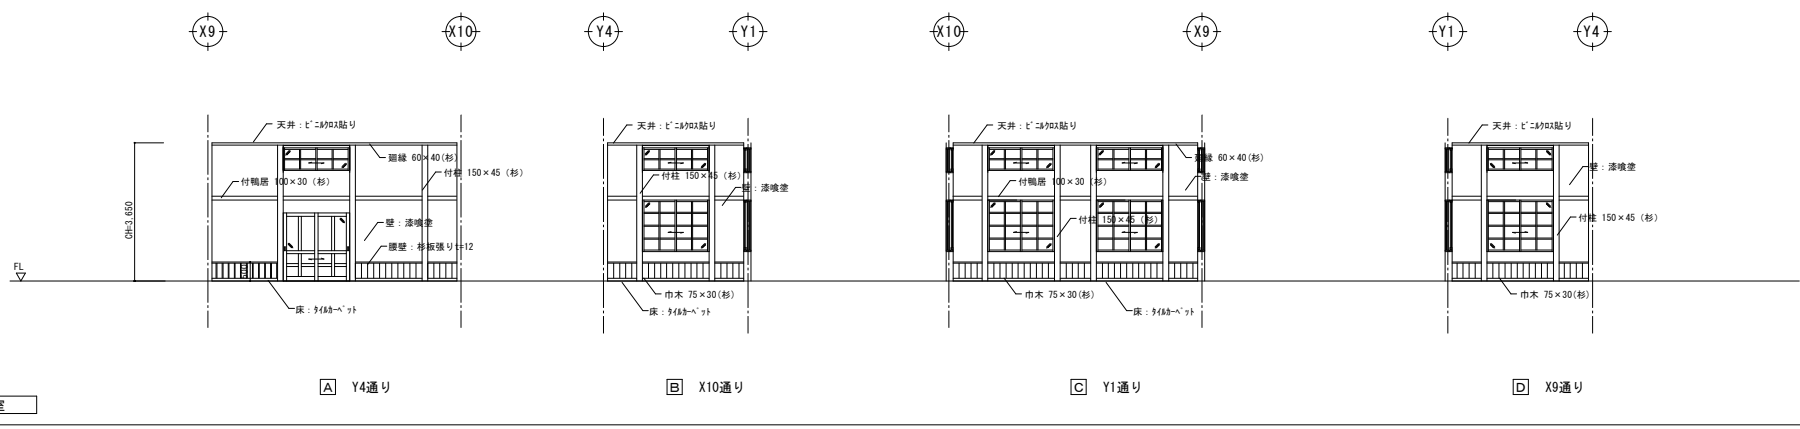 X9
X10
Y4
Y1
X10
X9
Y1
Y4
天井：ﾋﾞﾆﾙｸﾛｽ貼り
廻縁 60×40(杉)
付柱 150×45 (杉)
付鴨居 100×30 (杉)
壁：漆喰塗
腰壁：杉板張りt=12
CH=3,650
FL
床：ﾀｲﾙｶｰﾍﾟｯﾄ
A Y4通り
天井：ﾋﾞﾆﾙｸﾛｽ貼り
付柱 150×45 (杉)
壁：漆喰塗
巾木 75×30(杉)
床：ﾀｲﾙｶｰﾍﾟｯﾄ
B X10通り
天井：ﾋﾞﾆﾙｸﾛｽ貼り
廻縁 60×40(杉)
付鴨居 100×30 (杉)
壁：漆喰塗
付柱 150×45 (杉)
巾木 75×30(杉)
床：ﾀｲﾙｶｰﾍﾟｯﾄ
C Y1通り
天井：ﾋﾞﾆﾙｸﾛｽ貼り
壁：漆喰塗
付柱 150×45 (杉)
巾木 75×30(杉)
D X9通り
室